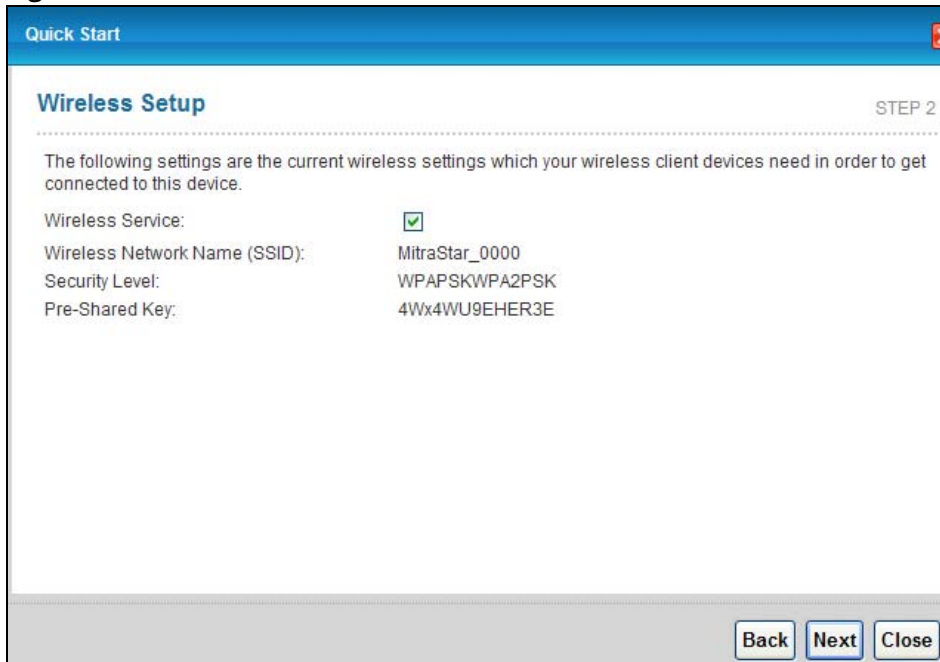 Quick Start
Wireless Setup
STEP 2
The following settings are the current wireless settings which your wireless client devices need in order to get
connected to this device.
Wireless Service:
Wireless Network Name (SSID): MitraStar_0000
Security Level: WPAPSKWPA2PSK
Pre-Shared Key: 4Wx4WU9EHER3E
Back Next Close